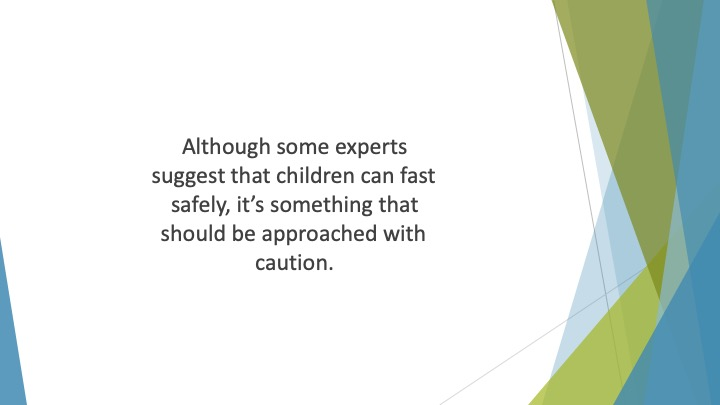 Although some experts
suggest that children can fast
safely, it’s something that
should be approached with
caution.